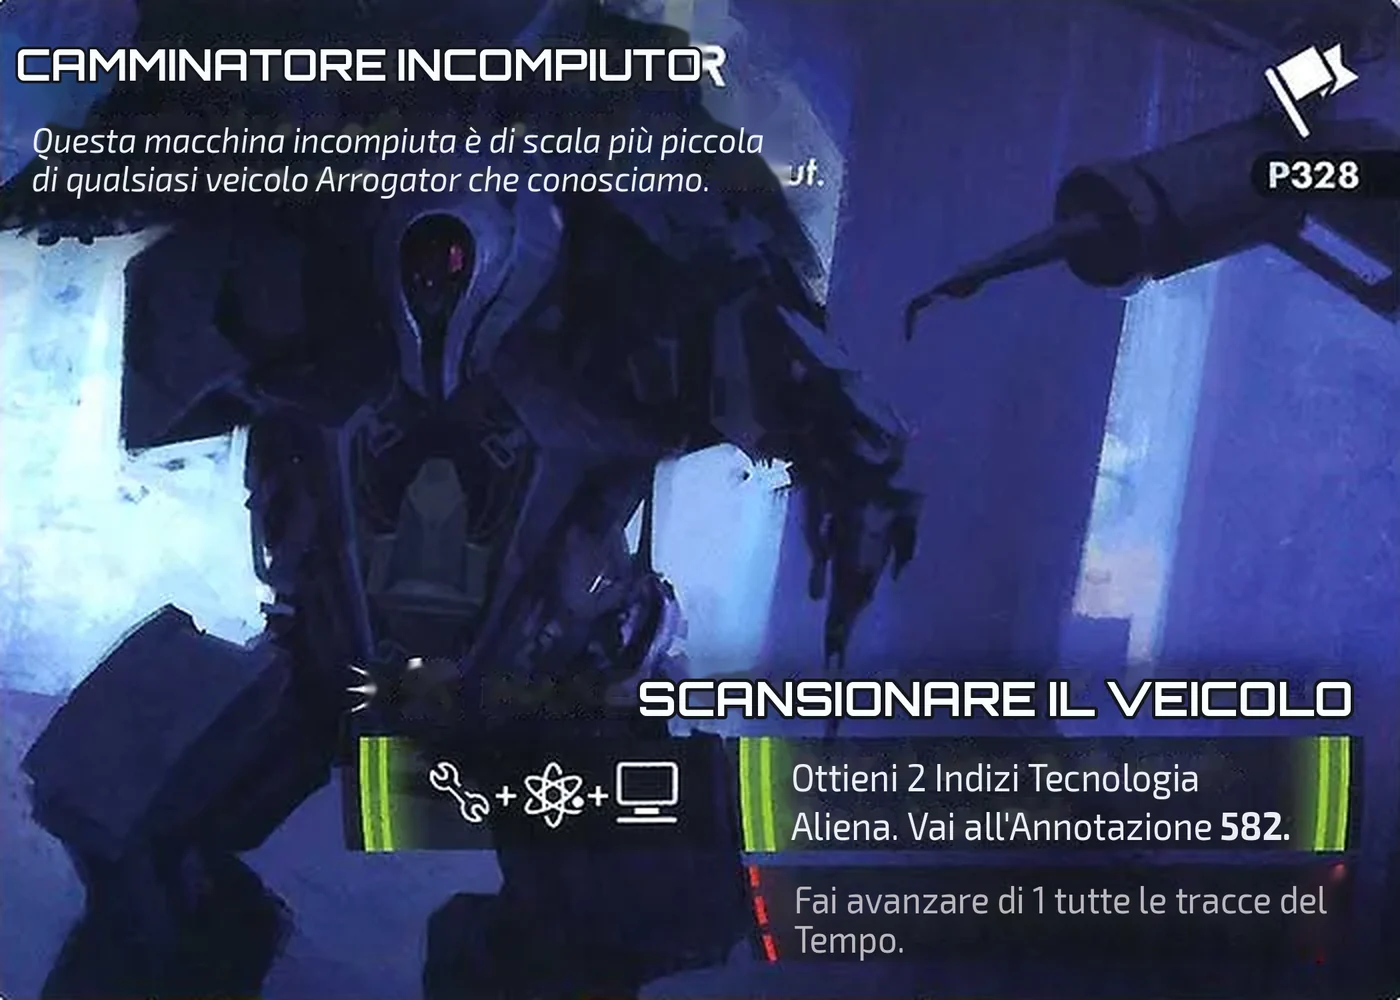 CAMMINATORE INCOMPIUTOR
P328
Questa macchina incompiuta è di scala più piccola
di qualsiasi veicolo Arrogator che conosciamo.
uf.
SCANSIONARE IL VEICOLO
+ +
Ottieni 2 Indizi Tecnologia
Aliena. Vai all'Annotazione 582.
Fai avanzare di 1 tutte le tracce del
Tempo.